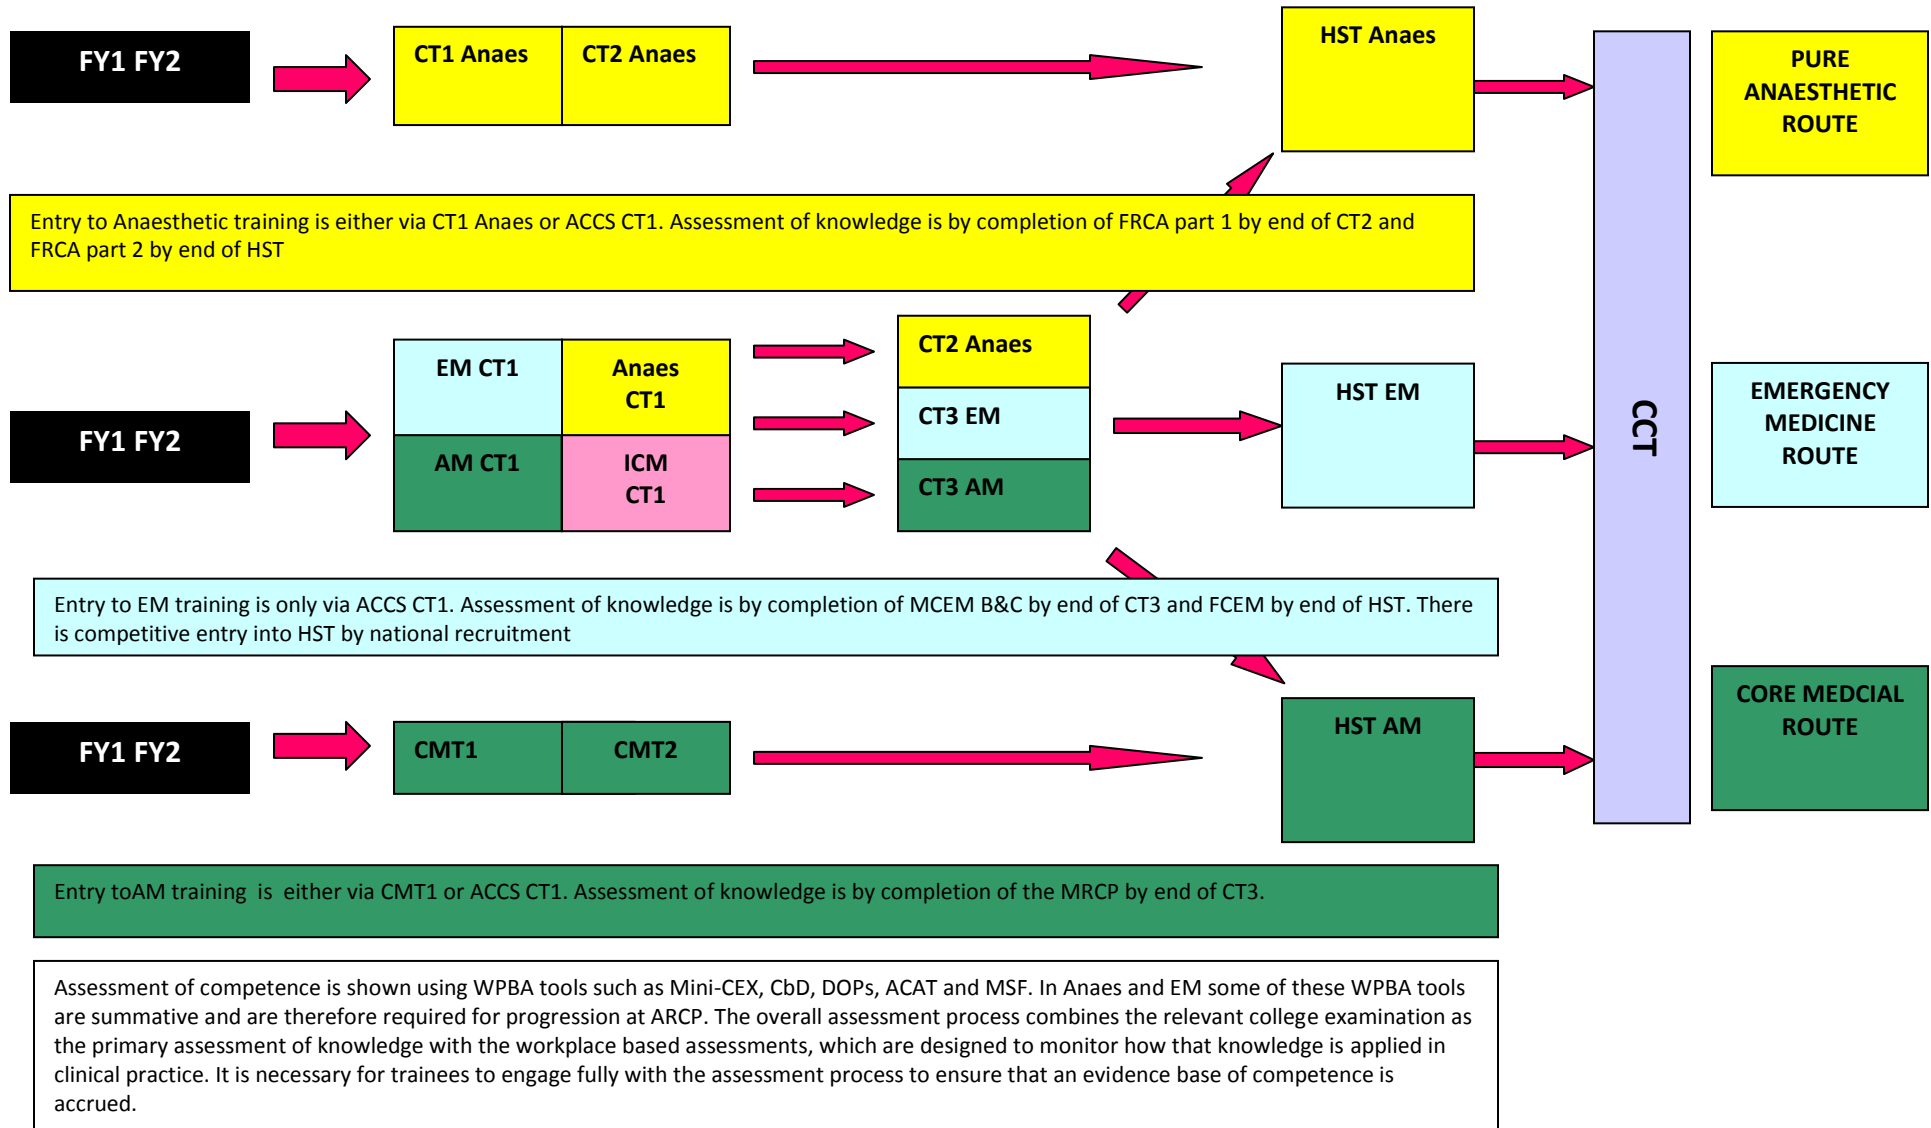 FY1 FY2
CT1 Anaes
CT2 Anaes
HST Anaes
PURE
ANAESTHETIC
ROUTE
Entry to Anaesthetic training is either via CT1 Anaes or ACCS CT1. Assessment of knowledge is by completion of FRCA part 1 by end of CT2 and
FRCA part 2 by end of HST
FY1 FY2
EM CT1
Anaes
CT1
AM CT1
ICM
CT1
CT2 Anaes
CT3 EM
CT3 AM
HST EM
CCT
EMERGENCY
MEDICINE
ROUTE
Entry to EM training is only via ACCS CT1. Assessment of knowledge is by completion of MCEM B&C by end of CT3 and FCEM by end of HST. There
is competitive entry into HST by national recruitment
FY1 FY2
CMT1
CMT2
HST AM
CORE MEDCIAL
ROUTE
Entry toAM training  is  either via CMT1 or ACCS CT1. Assessment of knowledge is by completion of the MRCP by end of CT3.
Assessment of competence is shown using WPBA tools such as Mini-CEX, CbD, DOPs, ACAT and MSF. In Anaes and EM some of these WPBA tools
are summative and are therefore required for progression at ARCP. The overall assessment process combines the relevant college examination as
the primary assessment of knowledge with the workplace based assessments, which are designed to monitor how that knowledge is applied in
clinical practice. It is necessary for trainees to engage fully with the assessment process to ensure that an evidence base of competence is
accrued.